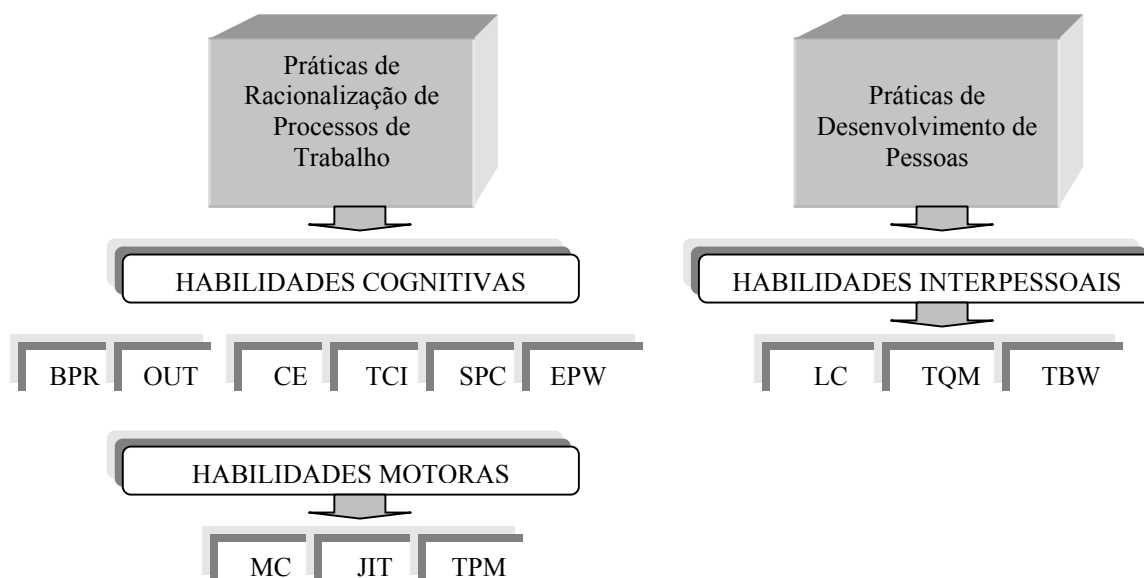 Práticas de
Racionalização de
Processos de
Trabalho
Práticas de
Desenvolvimento de
Pessoas
HABILIDADES COGNITIVAS
HABILIDADES INTERPESSOAIS
BPR OUT CE TCI SPC EPW
LC TQM TBW
HABILIDADES MOTORAS
MC JIT TPM